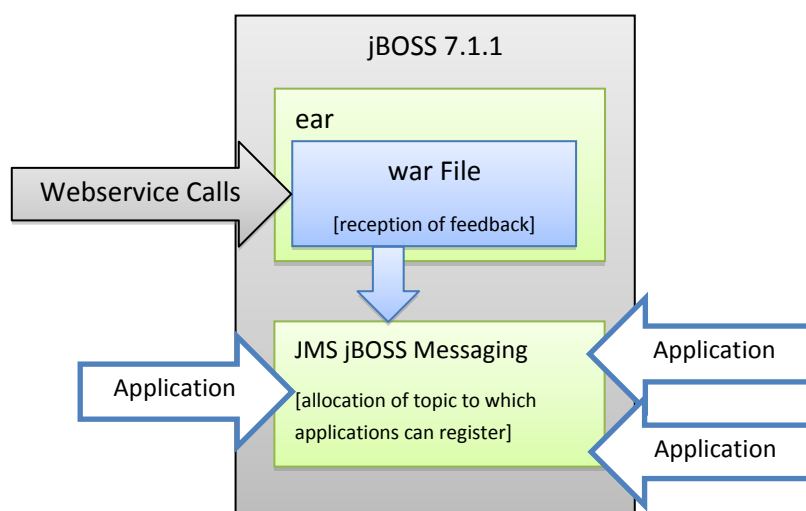 jBOSS 7.1.1
ear
war File
Webservice Calls
[reception of feedback]
JMS jBOSS Messaging
Application
Application
[allocation of topic to which
applications can register]
Application